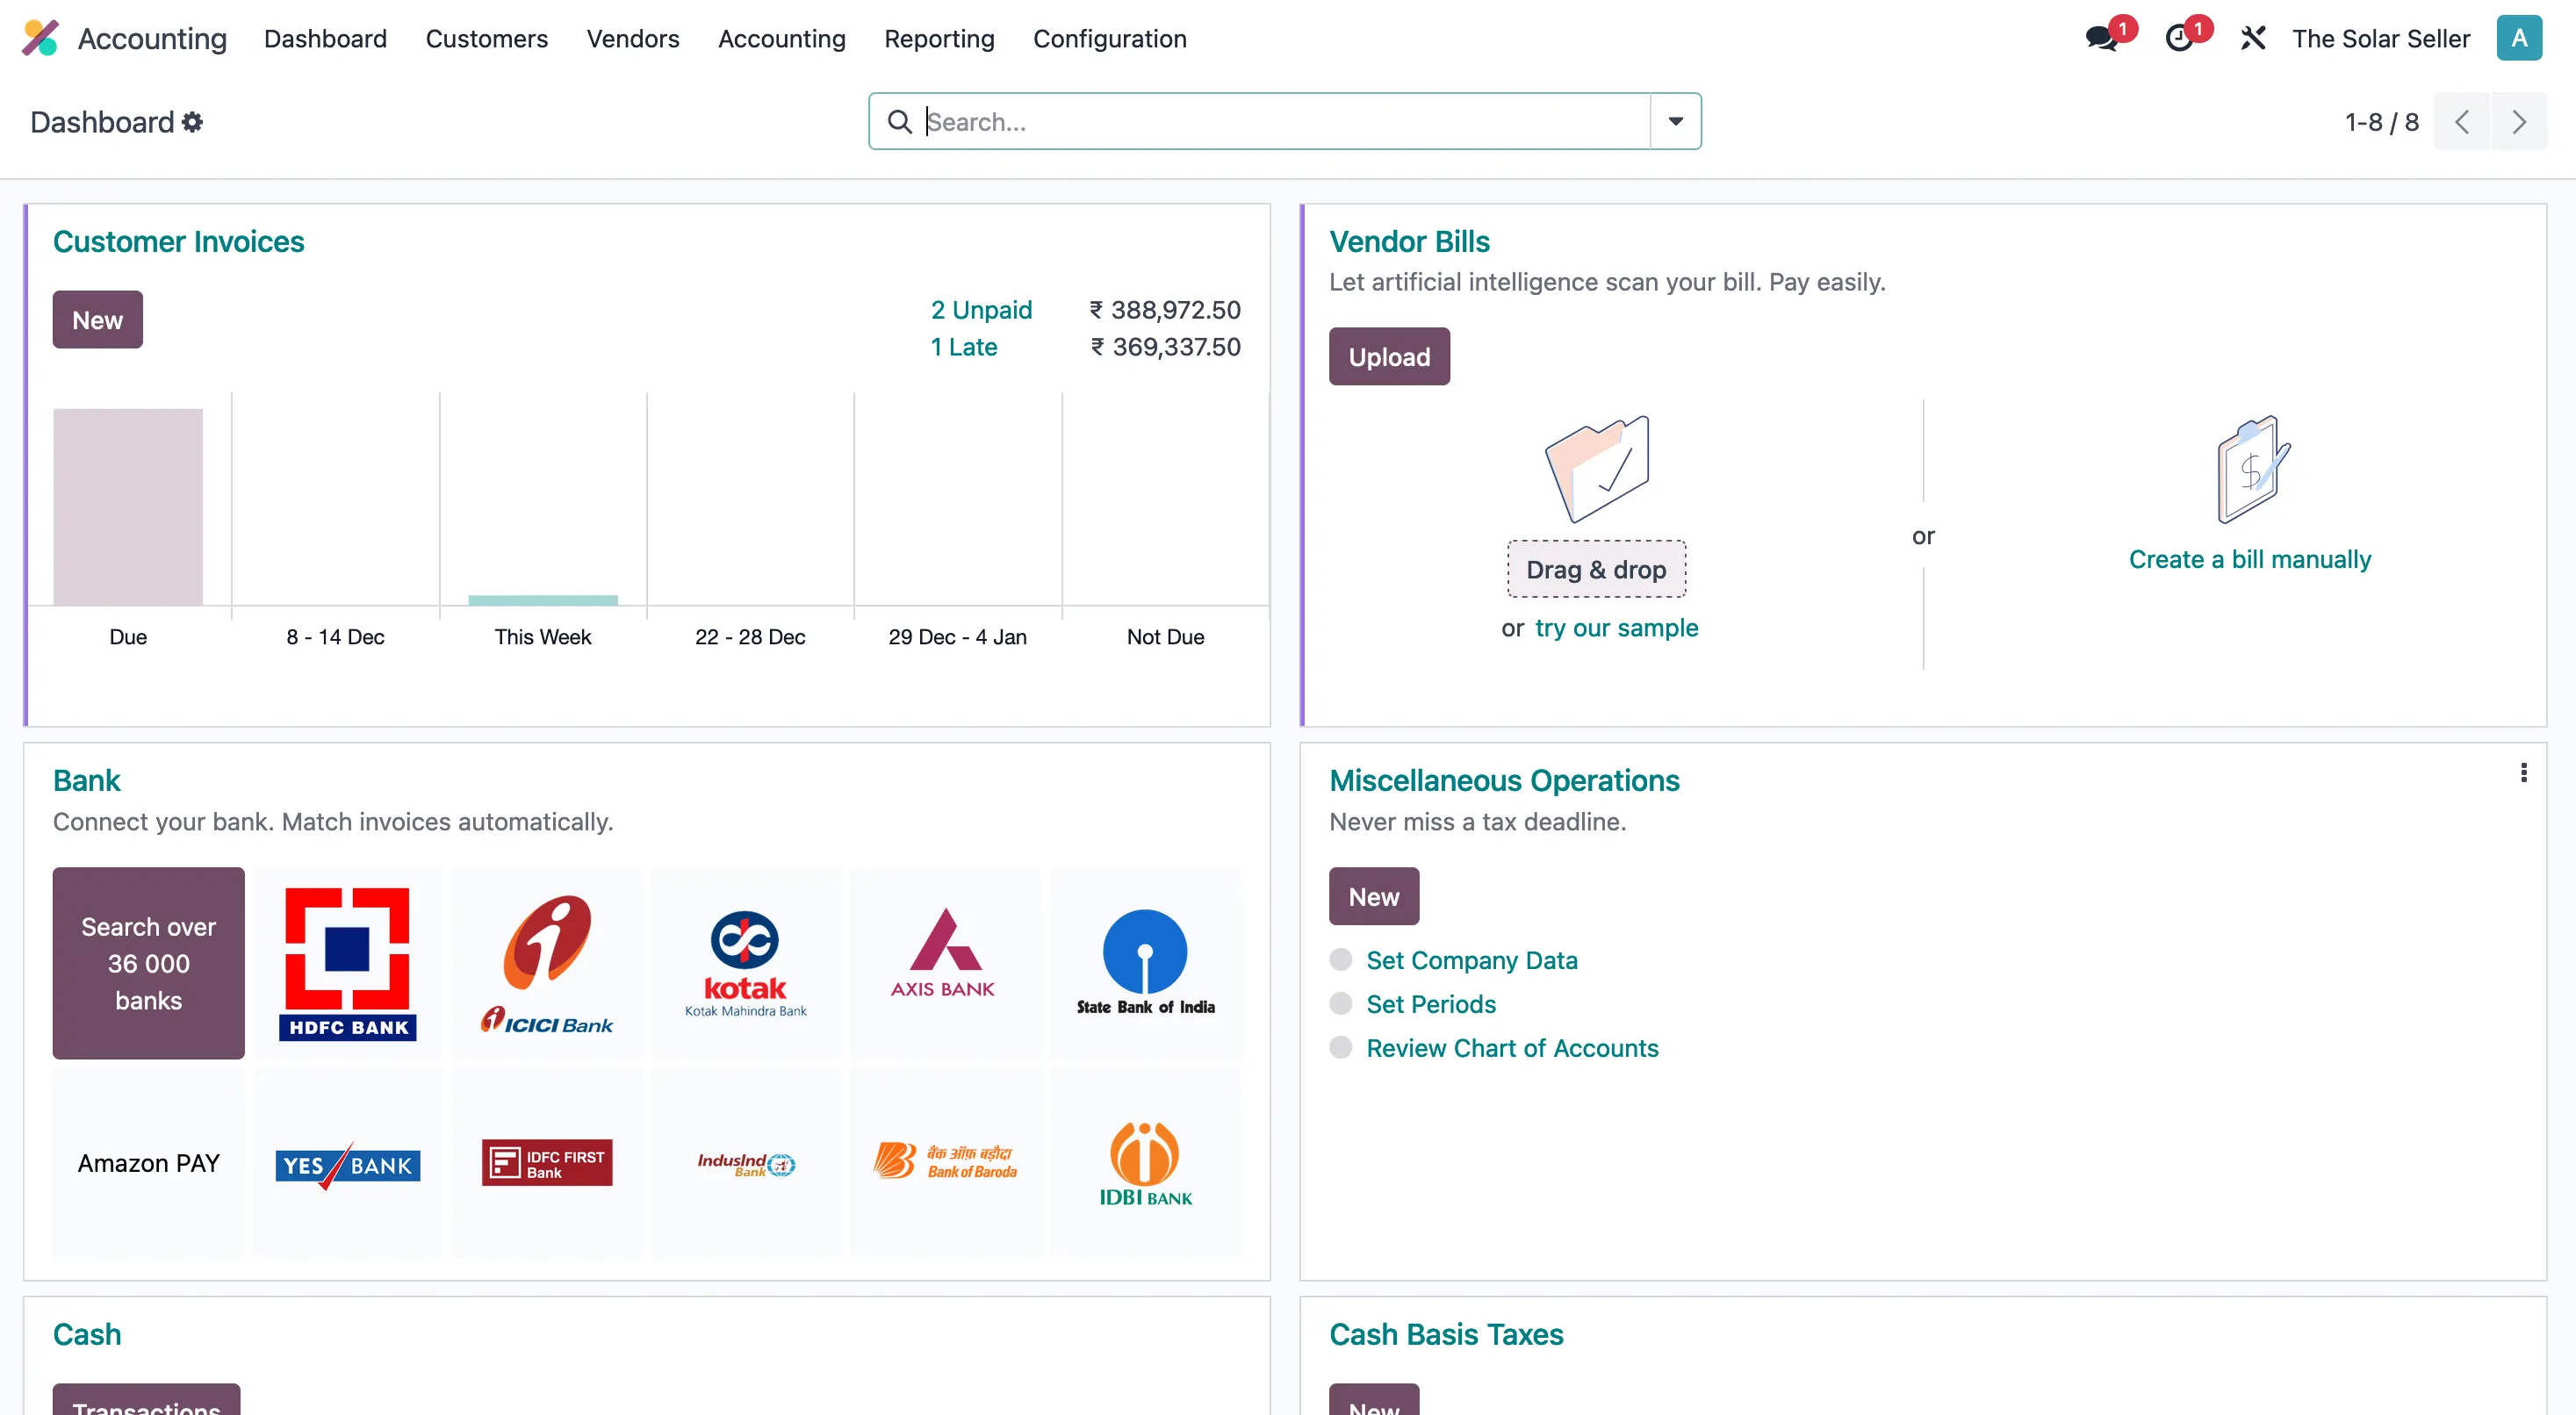 Accounting Dashboard Customers Vendors Accounting Reporting Configuration 1 1 The Solar Seller A
Dashboard Search... 1-8 / 8
Customer Invoices
New
2 Unpaid ₹ 388,972.50
1 Late ₹ 369,337.50
Due 8 - 14 Dec This Week 22 - 28 Dec 29 Dec - 4 Jan Not Due
Vendor Bills
Let artificial intelligence scan your bill. Pay easily.
Upload
$
Drag & drop
or try our sample
or
Create a bill manually
Bank
Connect your bank. Match invoices automatically.
Search over
36 000
banks
HDFC BANK
ICICI Bank
kotak
Kotak Mahindra Bank
AXIS BANK
State Bank of India
Amazon PAY
YES BANK
IDFC FIRST
Bank
IndusInd
Bank
बैंक ऑफ़ बड़ौदा
Bank of Baroda
IDBI BANK
Miscellaneous Operations
Never miss a tax deadline.
New
Set Company Data
Set Periods
Review Chart of Accounts
Cash
Transactions
Cash Basis Taxes
New